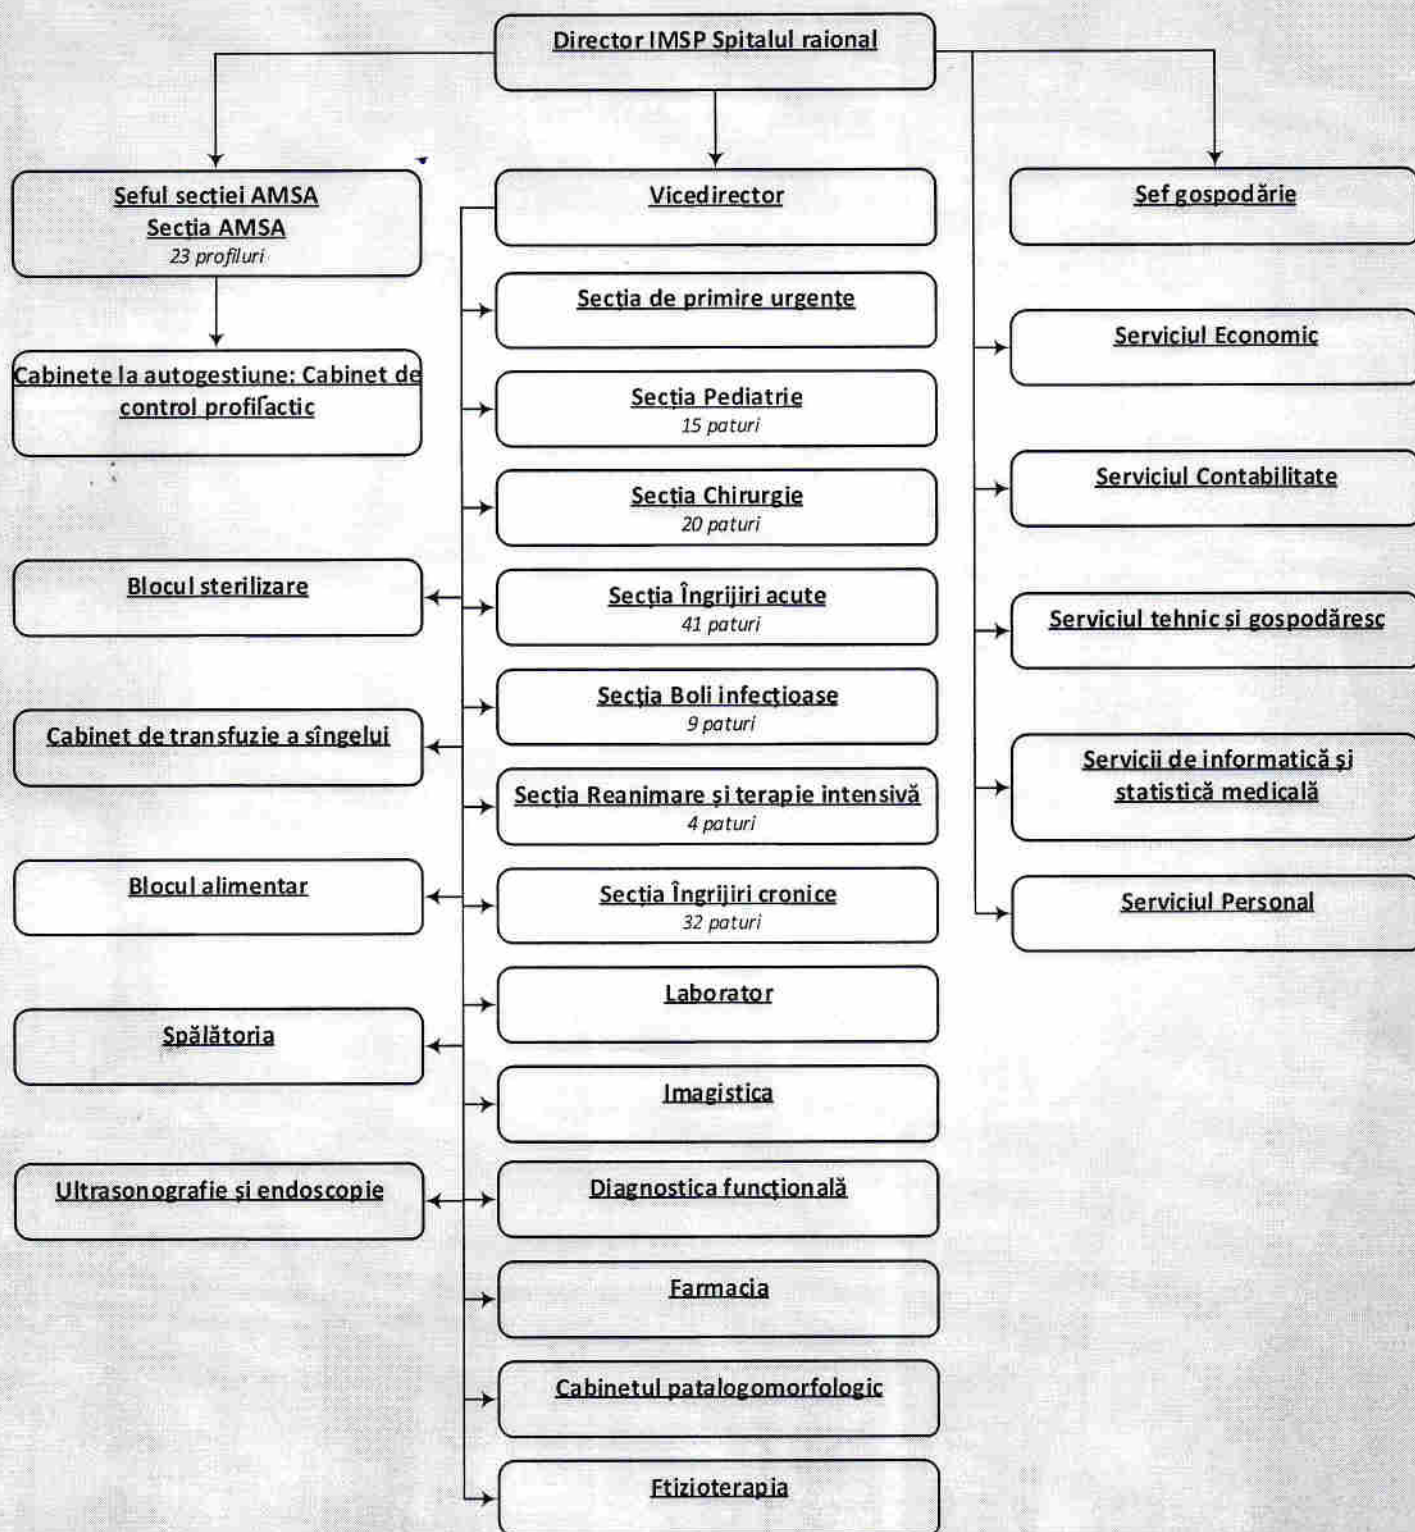 Director IMSP Spitalul raional
Seful sectiei AMSA
Secția AMSA
23 profiluri
Cabinete la autogestiune: Cabinet de
control profilactic
Blocul sterilizare
Cabinet de transfuzie a sîngelui
Blocul alimentar
Spălătoria
Ultrasonografie și endoscopie
Vicedirector
Secția de primire urgențe
Secția Pediatrie
15 paturi
Secția Chirurgie
20 paturi
Secția Îngrijiri acute
41 paturi
Secția Boli infecțioase
9 paturi
Secția Reanimare și terapie intensivă
4 paturi
Secția Îngrijiri cronice
32 paturi
Laborator
Imagistica
Diagnostica funcțională
Farmacia
Cabinetul patalogomorfologic
Ftizioterapia
Șef gospodărie
Serviciul Economic
Serviciul Contabilitate
Serviciul tehnic și gospodăresc
Servicii de informatică și
statistică medicală
Serviciul Personal